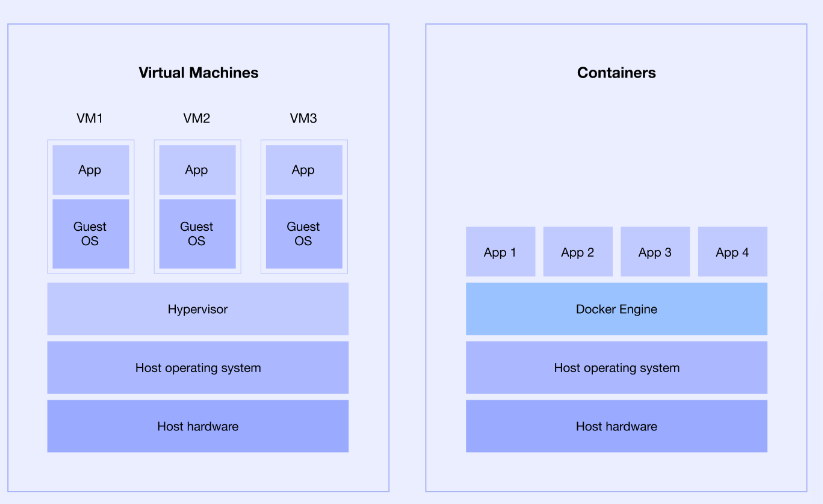 Virtual Machines
VM1
VM2
VM3
App
App
App
Guest
OS
Guest
OS
Guest
OS
Hypervisor
Host operating system
Host hardware
Containers
App 1
App 2
App 3
App 4
Docker Engine
Host operating system
Host hardware